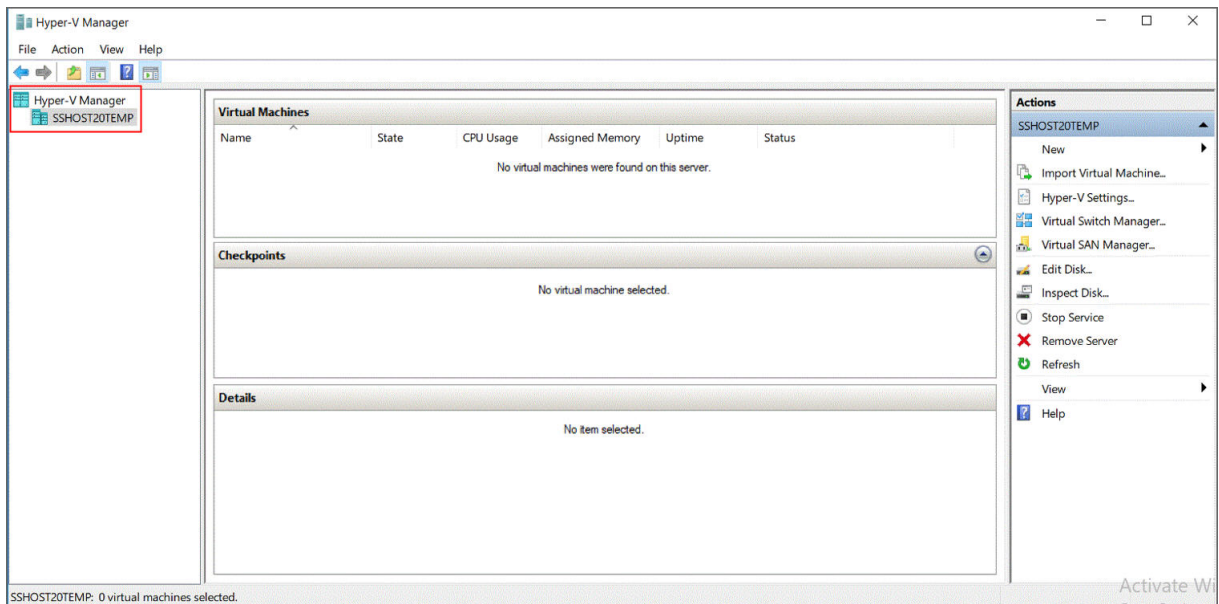 Hyper-V Manager
File Action View Help
Hyper-V Manager
SSHOST20TEMP
Virtual Machines
Name State CPU Usage Assigned Memory Uptime Status
No virtual machines were found on this server.
Checkpoints
No virtual machine selected.
Details
No item selected.
Actions
SSHOST20TEMP
New
Import Virtual Machine...
Hyper-V Settings...
Virtual Switch Manager...
Virtual SAN Manager...
Edit Disk...
Inspect Disk...
Stop Service
Remove Server
Refresh
View
Help
Activate Wi
SSHOST20TEMP: 0 virtual machines selected.